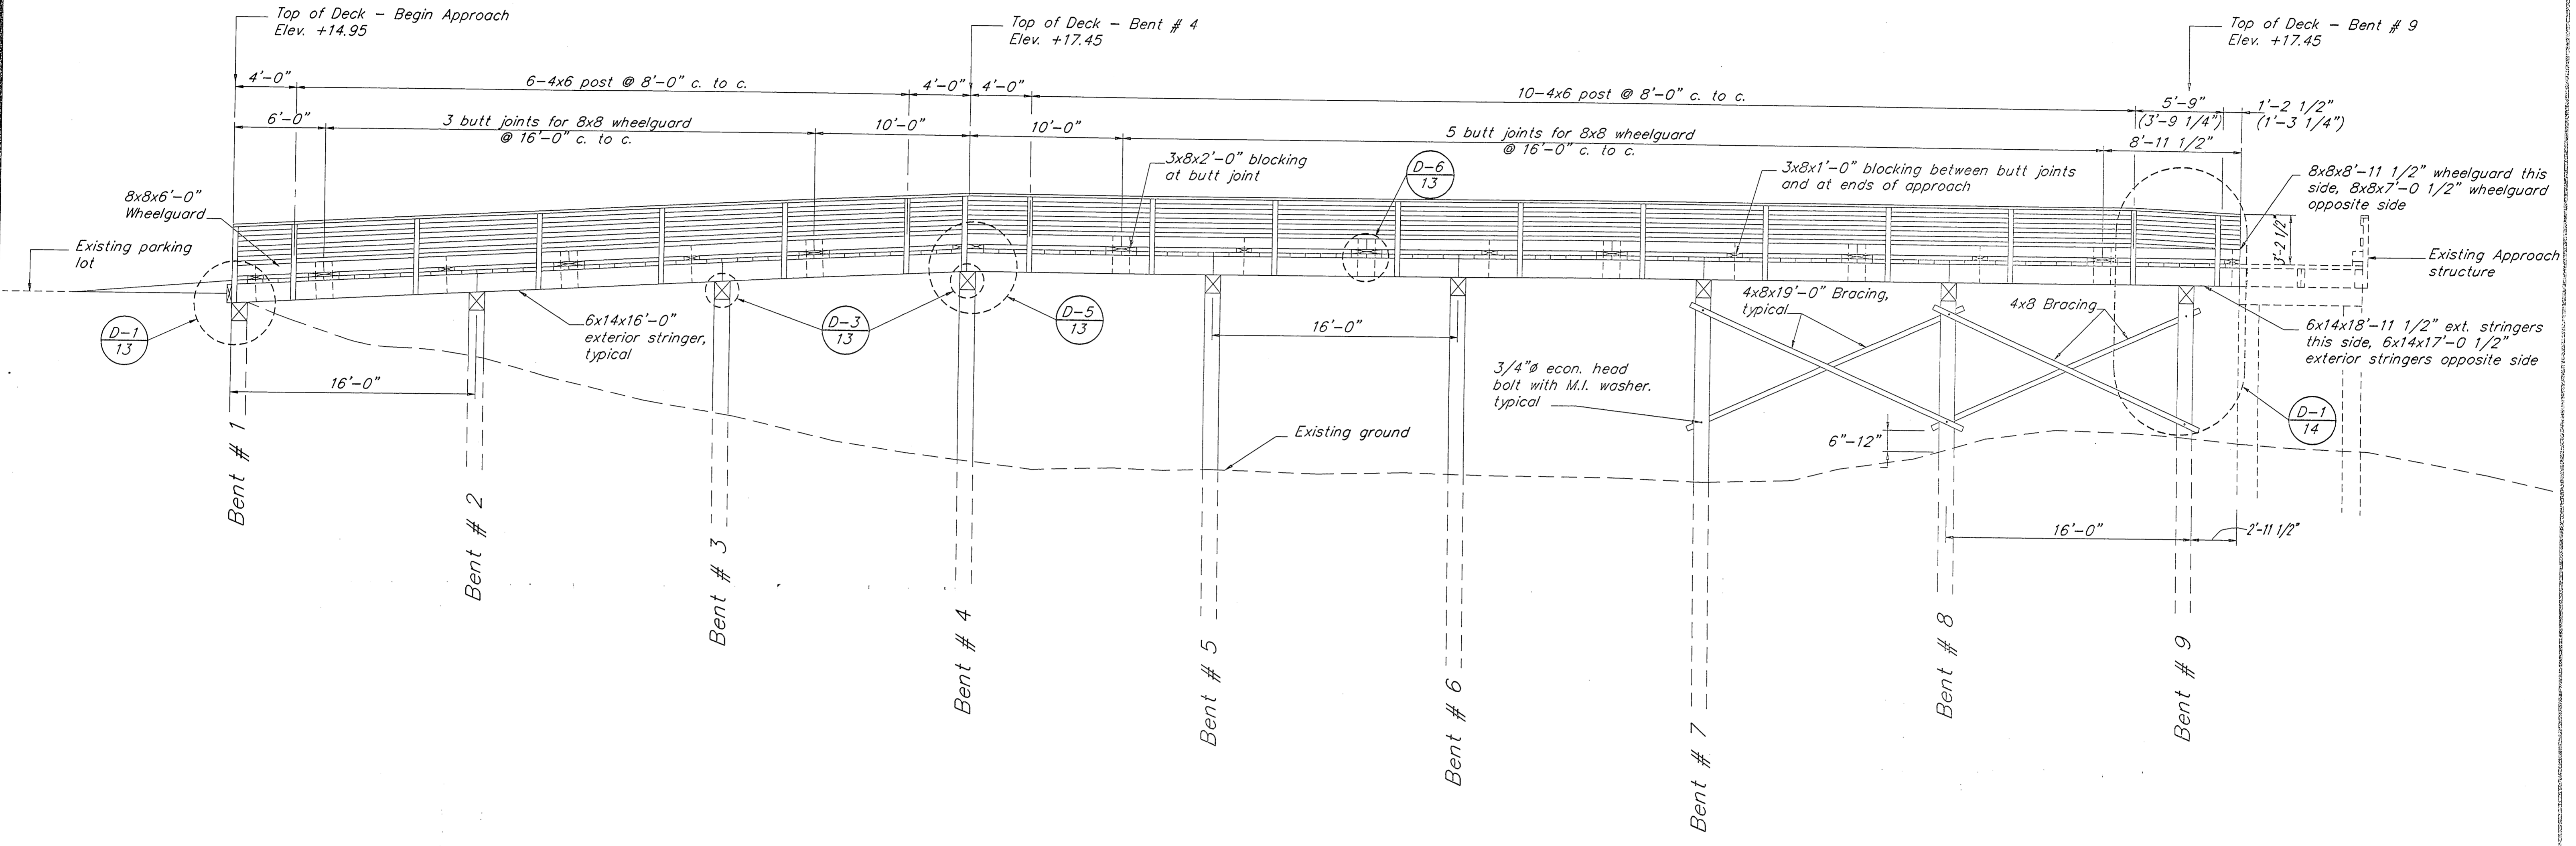 Top of Deck - Begin Approach
Elev. +14.95
Top of Deck - Bent # 4
Elev. +17.45
Top of Deck - Bent # 9
Elev. +17.45
4'-0"
6-4x6 post @ 8'-0" c. to c.
4'-0"
4'-0"
10-4x6 post @ 8'-0" c. to c.
5'-9"
(3'-9 1/4")
1'-2 1/2"
(1'-3 1/4")
6'-0"
3 butt joints for 8x8 wheelguard
@ 16'-0" c. to c.
10'-0"
10'-0"
5 butt joints for 8x8 wheelguard
@ 16'-0" c. to c.
8'-11 1/2"
8x8x6'-0"
Wheelguard
3x8x2'-0" blocking
at butt joint
D-6
13
3x8x1'-0" blocking between butt joints
and at ends of approach
8x8x8'-11 1/2" wheelguard this
side, 8x8x7'-0 1/2" wheelguard
opposite side
Existing parking
lot
3'-2 1/2"
Existing Approach
structure
D-1
13
6x14x16'-0"
exterior stringer,
typical
D-3
13
D-5
13
16'-0"
4x8x19'-0" Bracing,
typical
4x8 Bracing
6x14x18'-11 1/2" ext. stringers
this side, 6x14x17'-0 1/2"
exterior stringers opposite side
16'-0"
3/4"ø econ. head
bolt with M.I. washer.
typical
D-1
14
Existing ground
6"-12"
16'-0"
2'-11 1/2"
Bent # 1
Bent # 2
Bent # 3
Bent # 4
Bent # 5
Bent # 6
Bent # 7
Bent # 8
Bent # 9